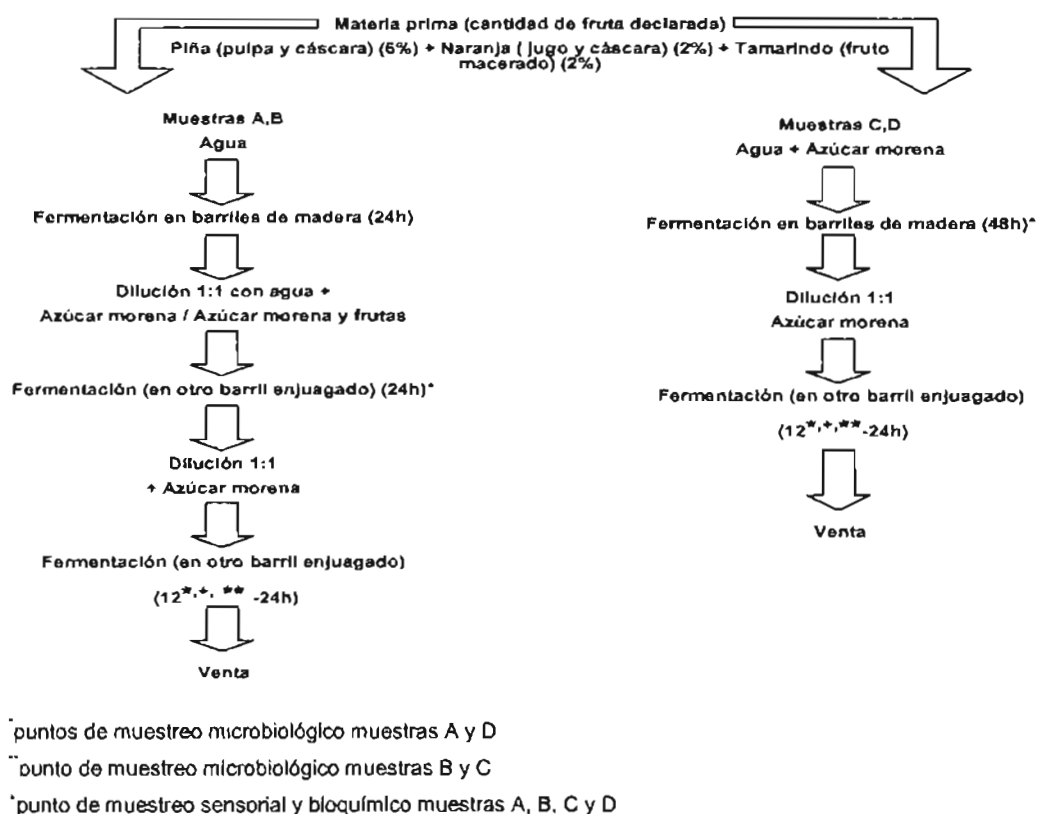 Materia prima (cantidad de fruta declarada)
Piña (pulpa y cáscara) (6%) + Naranja ( jugo y cáscara) (2%) + Tamarindo (fruto
macerado) (2%)
Muestras A,B
Agua
Fermentación en barriles de madera (24h)
Dilución 1:1 con agua +
Azúcar morena / Azúcar morena y frutas
Fermentación (en otro barril enjuagado) (24h)*
Dilución 1:1
+ Azúcar morena
Fermentación (en otro barril enjuagado)
(12*,+, ** -24h)
Venta
Muestras C,D
Agua + Azúcar morena
Fermentación en barriles de madera (48h)*
Dilución 1:1
Azúcar morena
Fermentación (en otro barril enjuagado)
(12*,+,**-24h)
Venta
*puntos de muestreo microbiológico muestras A y D
**punto de muestreo microbiológico muestras B y C
+punto de muestreo sensorial y bioquímico muestras A, B, C y D